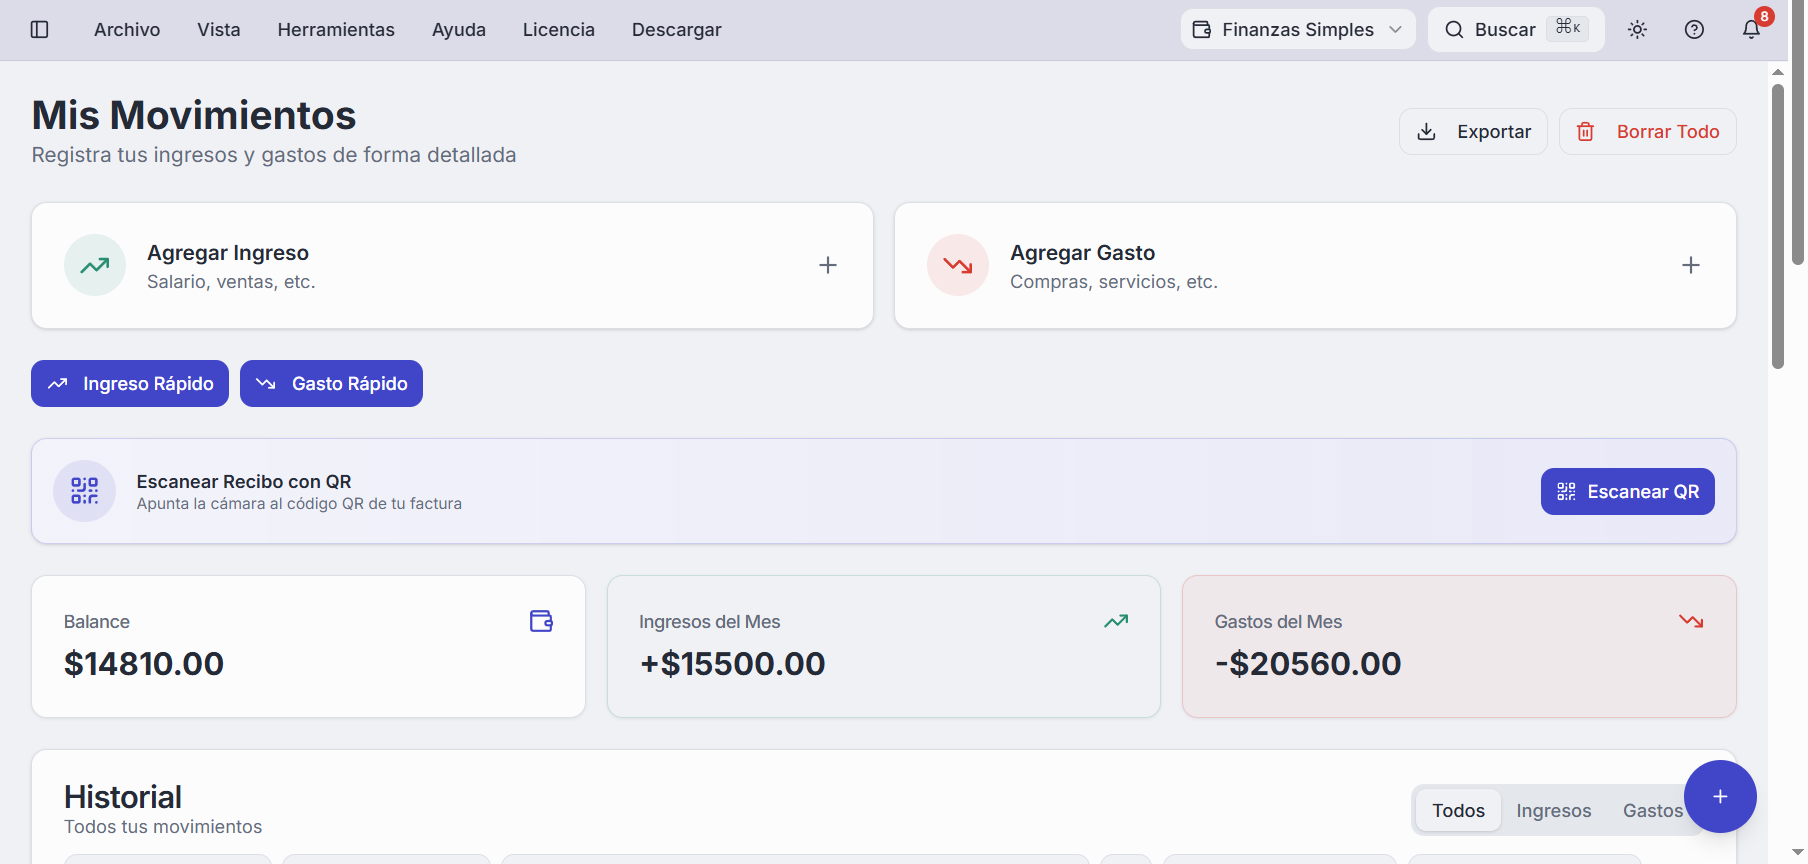 Archivo Vista Herramientas Ayuda Licencia Descargar Finanzas Simples Buscar ⌘K 8
Mis Movimientos
Registra tus ingresos y gastos de forma detallada
Exportar Borrar Todo
Agregar Ingreso
Salario, ventas, etc.
Agregar Gasto
Compras, servicios, etc.
Ingreso Rápido Gasto Rápido
Escanear Recibo con QR
Apunta la cámara al código QR de tu factura
Escanear QR
Balance
$14810.00
Ingresos del Mes
+$15500.00
Gastos del Mes
-$20560.00
Historial
Todos tus movimientos
Todos Ingresos Gastos